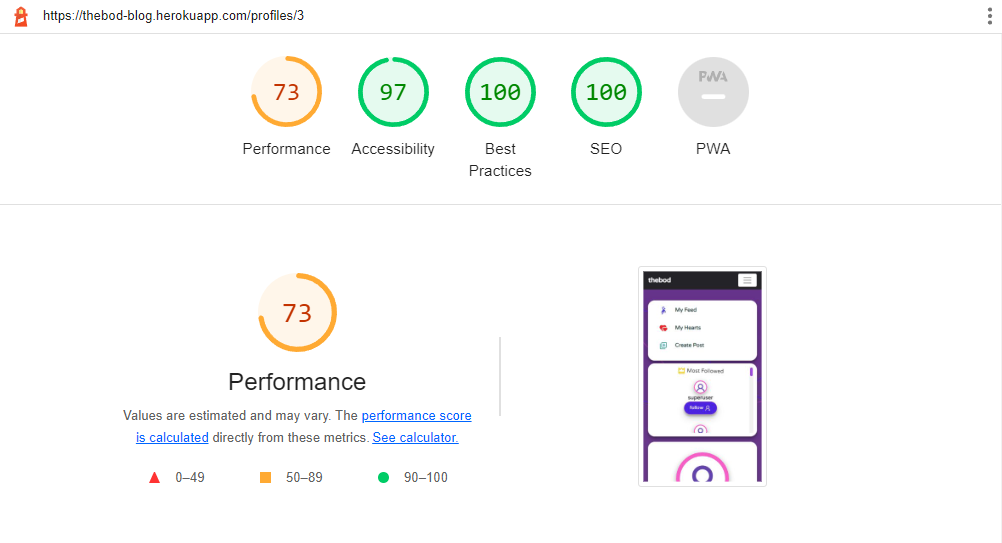 https://thebod-blog.herokuapp.com/profiles/3
73
97
100
100
PWA
Performance
Accessibility
Best
Practices
SEO
PWA
73
Performance
Values are estimated and may vary. The performance score
is calculated directly from these metrics. See calculator.
0–49
50–89
90–100
thebod
My Feed
My Hearts
Create Post
Most Followed
superuser
follow